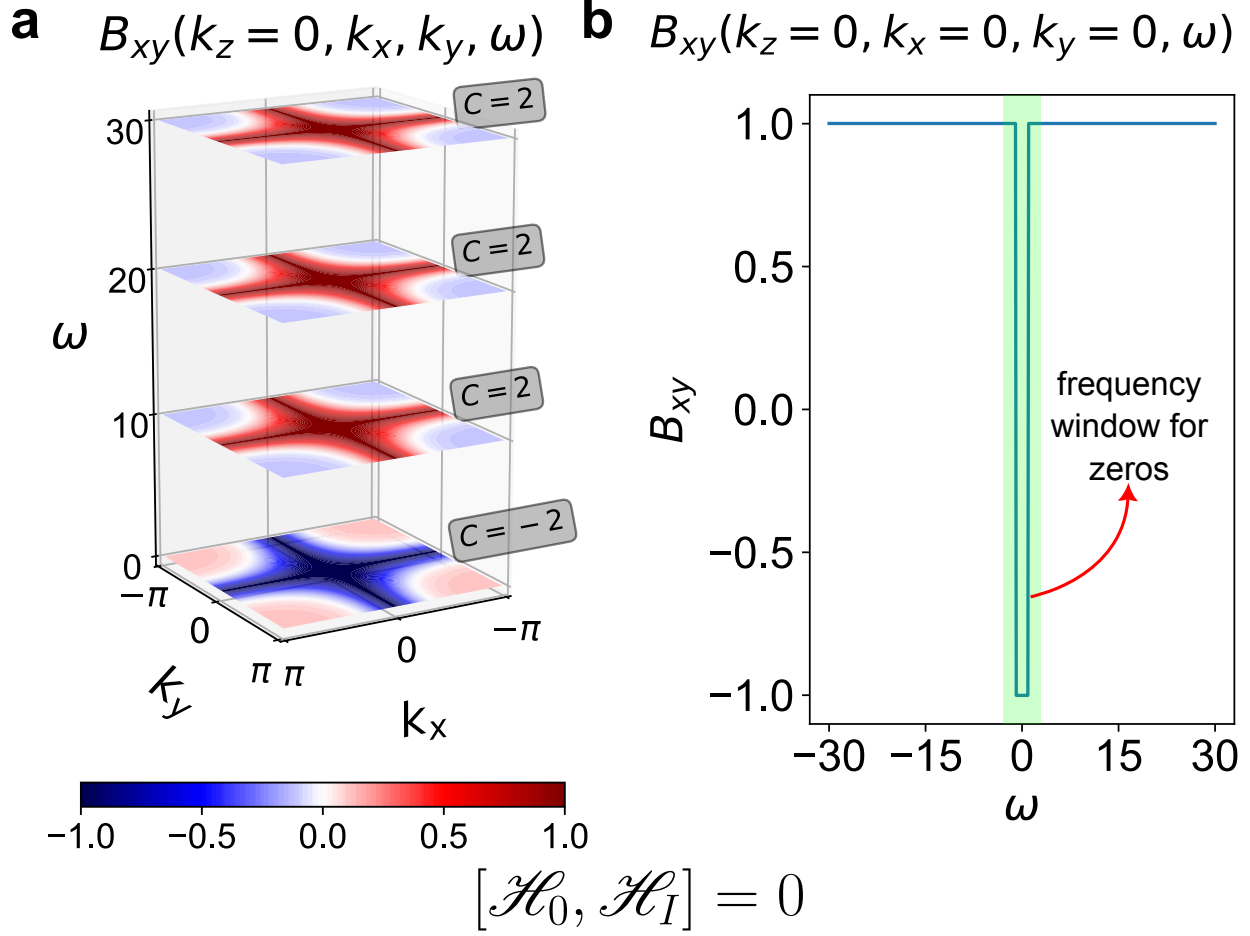 a
B_{xy}(k_z = 0, k_x, k_y, ω)
C = 2
30
C = 2
20
ω
C = 2
10
C = − 2
0
−π
0
π
k_y
π
0
−π
k_x
−1.0 −0.5 0.0 0.5 1.0
b
B_{xy}(k_z = 0, k_x = 0, k_y = 0, ω)
1.0
0.5
0.0
−0.5
−1.0
B_{xy}
frequency
window for
zeros
−30 −15 0 15 30
ω
[ℋ_0, ℋ_I] = 0